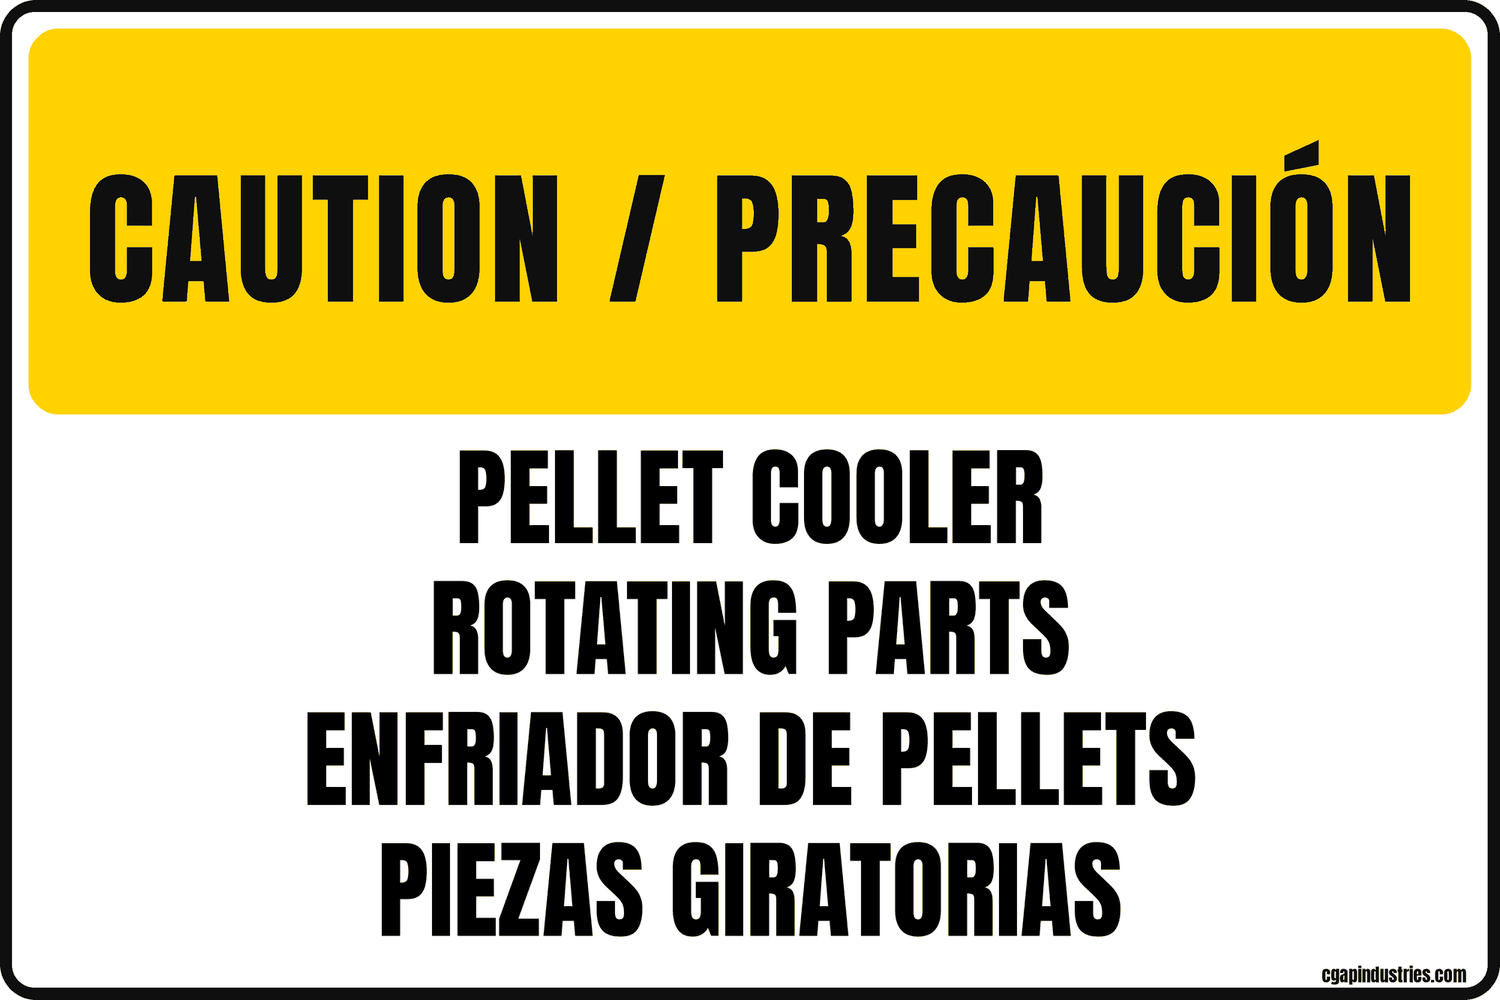 CAUTION / PRECAUCIÓN
PELLET COOLER
ROTATING PARTS
ENFRIADOR DE PELLETS
PIEZAS GIRATORIAS
cgapindustries.com